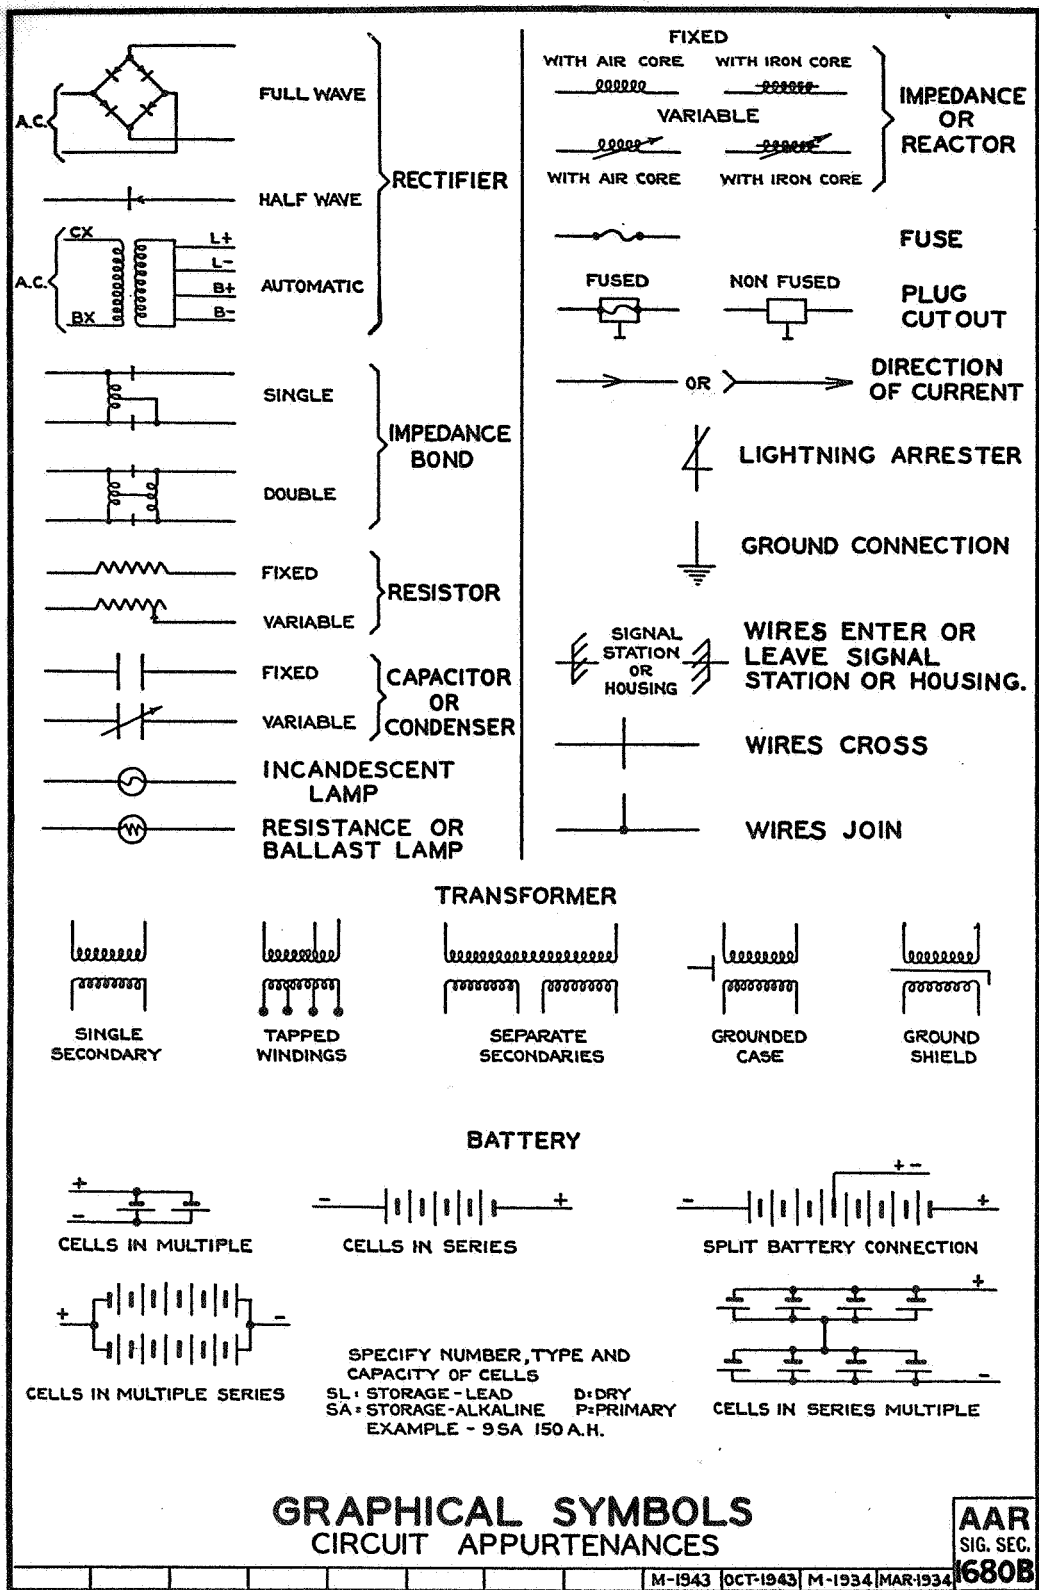 A.C.
FULL WAVE
HALF WAVE
A.C.
CX
BX
L+
L-
B+
B-
AUTOMATIC
RECTIFIER
SINGLE
DOUBLE
IMPEDANCE
BOND
FIXED
VARIABLE
RESISTOR
FIXED
VARIABLE
CAPACITOR
OR
CONDENSER
INCANDESCENT
LAMP
RESISTANCE OR
BALLAST LAMP
FIXED
WITH AIR CORE WITH IRON CORE
VARIABLE
WITH AIR CORE WITH IRON CORE
IMPEDANCE
OR
REACTOR
FUSE
FUSED NON FUSED
PLUG
CUT OUT
OR
DIRECTION
OF CURRENT
LIGHTNING ARRESTER
GROUND CONNECTION
SIGNAL
STATION
OR
HOUSING
WIRES ENTER OR
LEAVE SIGNAL
STATION OR HOUSING.
WIRES CROSS
WIRES JOIN
TRANSFORMER
SINGLE
SECONDARY
TAPPED
WINDINGS
SEPARATE
SECONDARIES
GROUNDED
CASE
GROUND
SHIELD
BATTERY
+
-
CELLS IN MULTIPLE
- +
CELLS IN SERIES
+ -
- +
SPLIT BATTERY CONNECTION
+ -
CELLS IN MULTIPLE SERIES
SPECIFY NUMBER, TYPE AND
CAPACITY OF CELLS
SL: STORAGE-LEAD D: DRY
SA: STORAGE-ALKALINE P: PRIMARY
EXAMPLE - 9SA 150 A.H.
+
-
CELLS IN SERIES MULTIPLE
GRAPHICAL SYMBOLS
CIRCUIT APPURTENANCES
AAR
SIG. SEC.
1680B
M-1943 OCT-1943 M-1934 MAR-1934